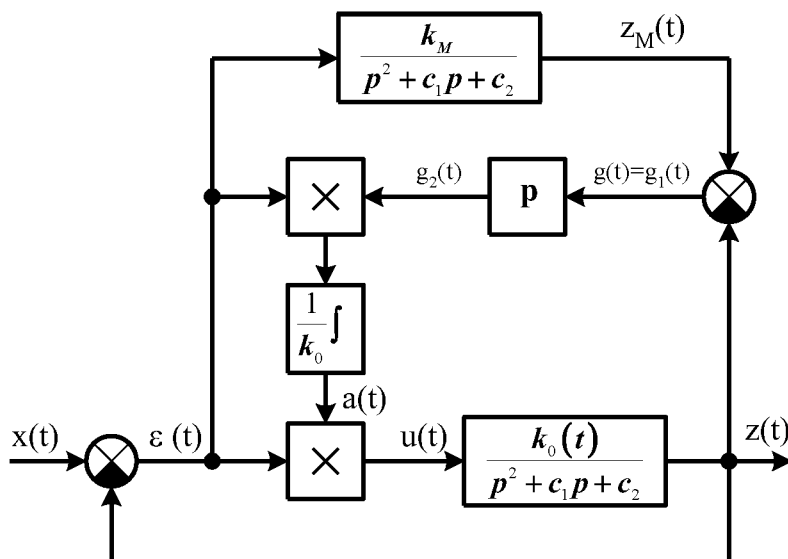 k_M
p² + c₁p + c₂
z_M(t)
×
g₂(t)
p
g(t)=g₁(t)
1
k₀
∫
a(t)
x(t)
ε (t)
×
u(t)
k₀(t)
p² + c₁p + c₂
z(t)